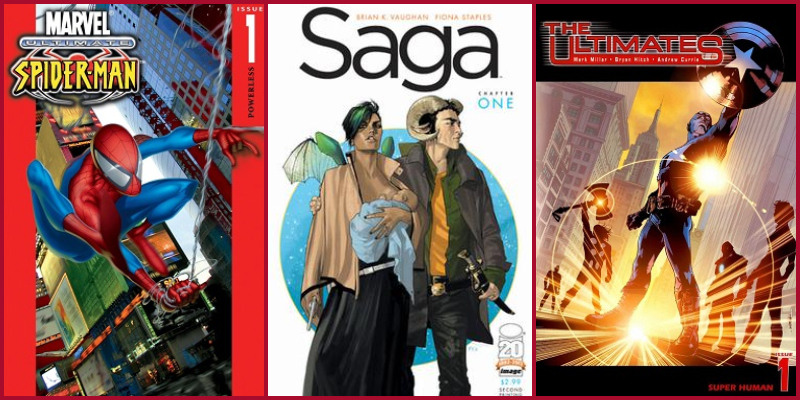 MARVEL
ULTIMATE
SPIDER-MAN
ISSUE
1
POWERLESS
BRIAN K. VAUGHAN FIONA STAPLES
Saga
CHAPTER
ONE
20
image
$2.99
SECOND
PRINTING
THE
ULTIMATES
Mark Millar • Bryan Hitch • Andrew Currie
ISSUE
1
SUPER HUMAN